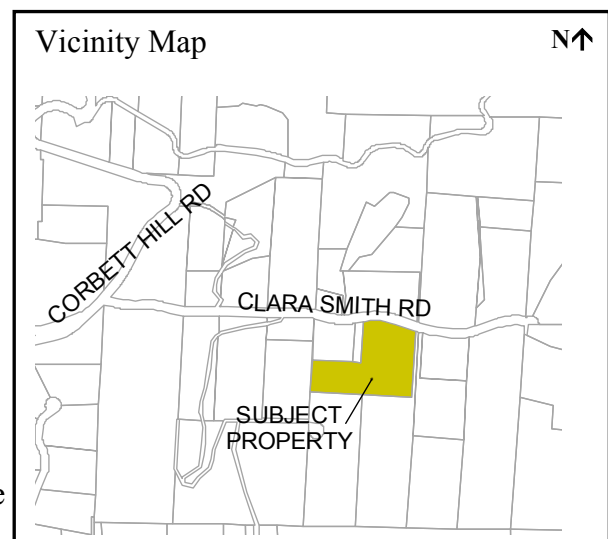 Vicinity Map
N↑
CORBETT HILL RD
CLARA SMITH RD
SUBJECT
PROPERTY
e